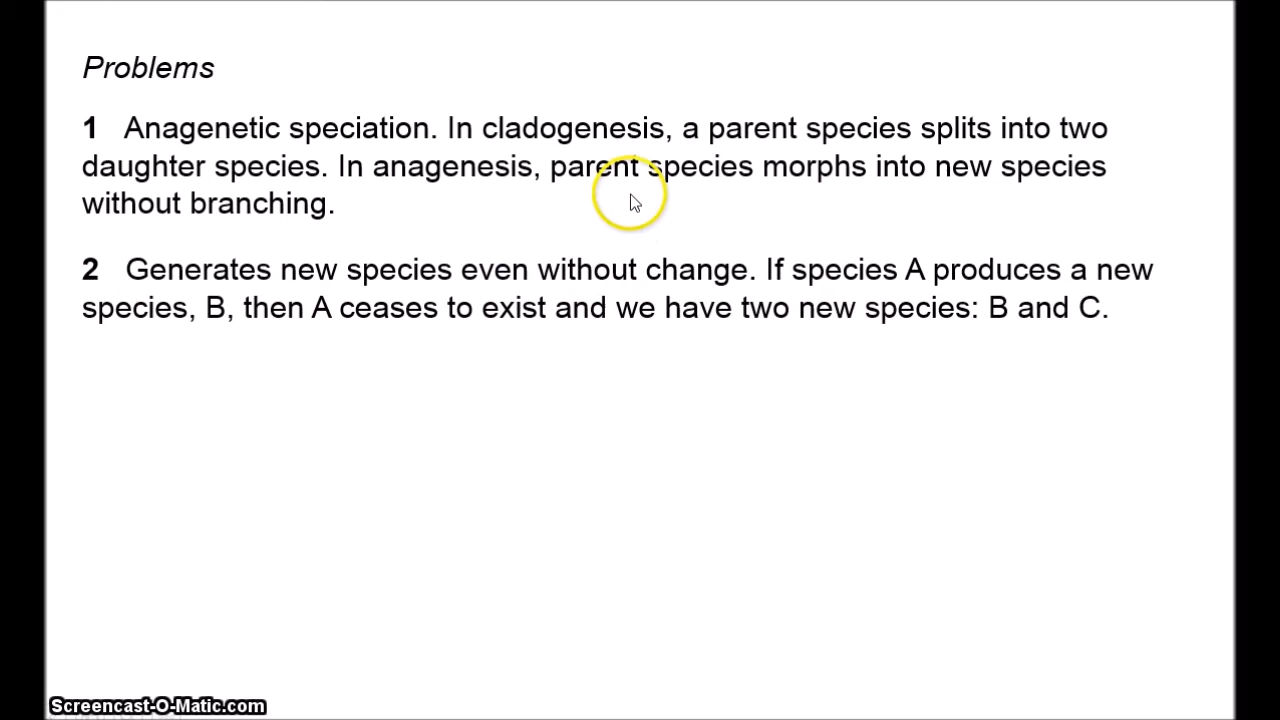 Problems
1 Anagenetic speciation. In cladogenesis, a parent species splits into two
daughter species. In anagenesis, parent species morphs into new species
without branching.
2 Generates new species even without change. If species A produces a new
species, B, then A ceases to exist and we have two new species: B and C.
Screencast-O-Matic.com